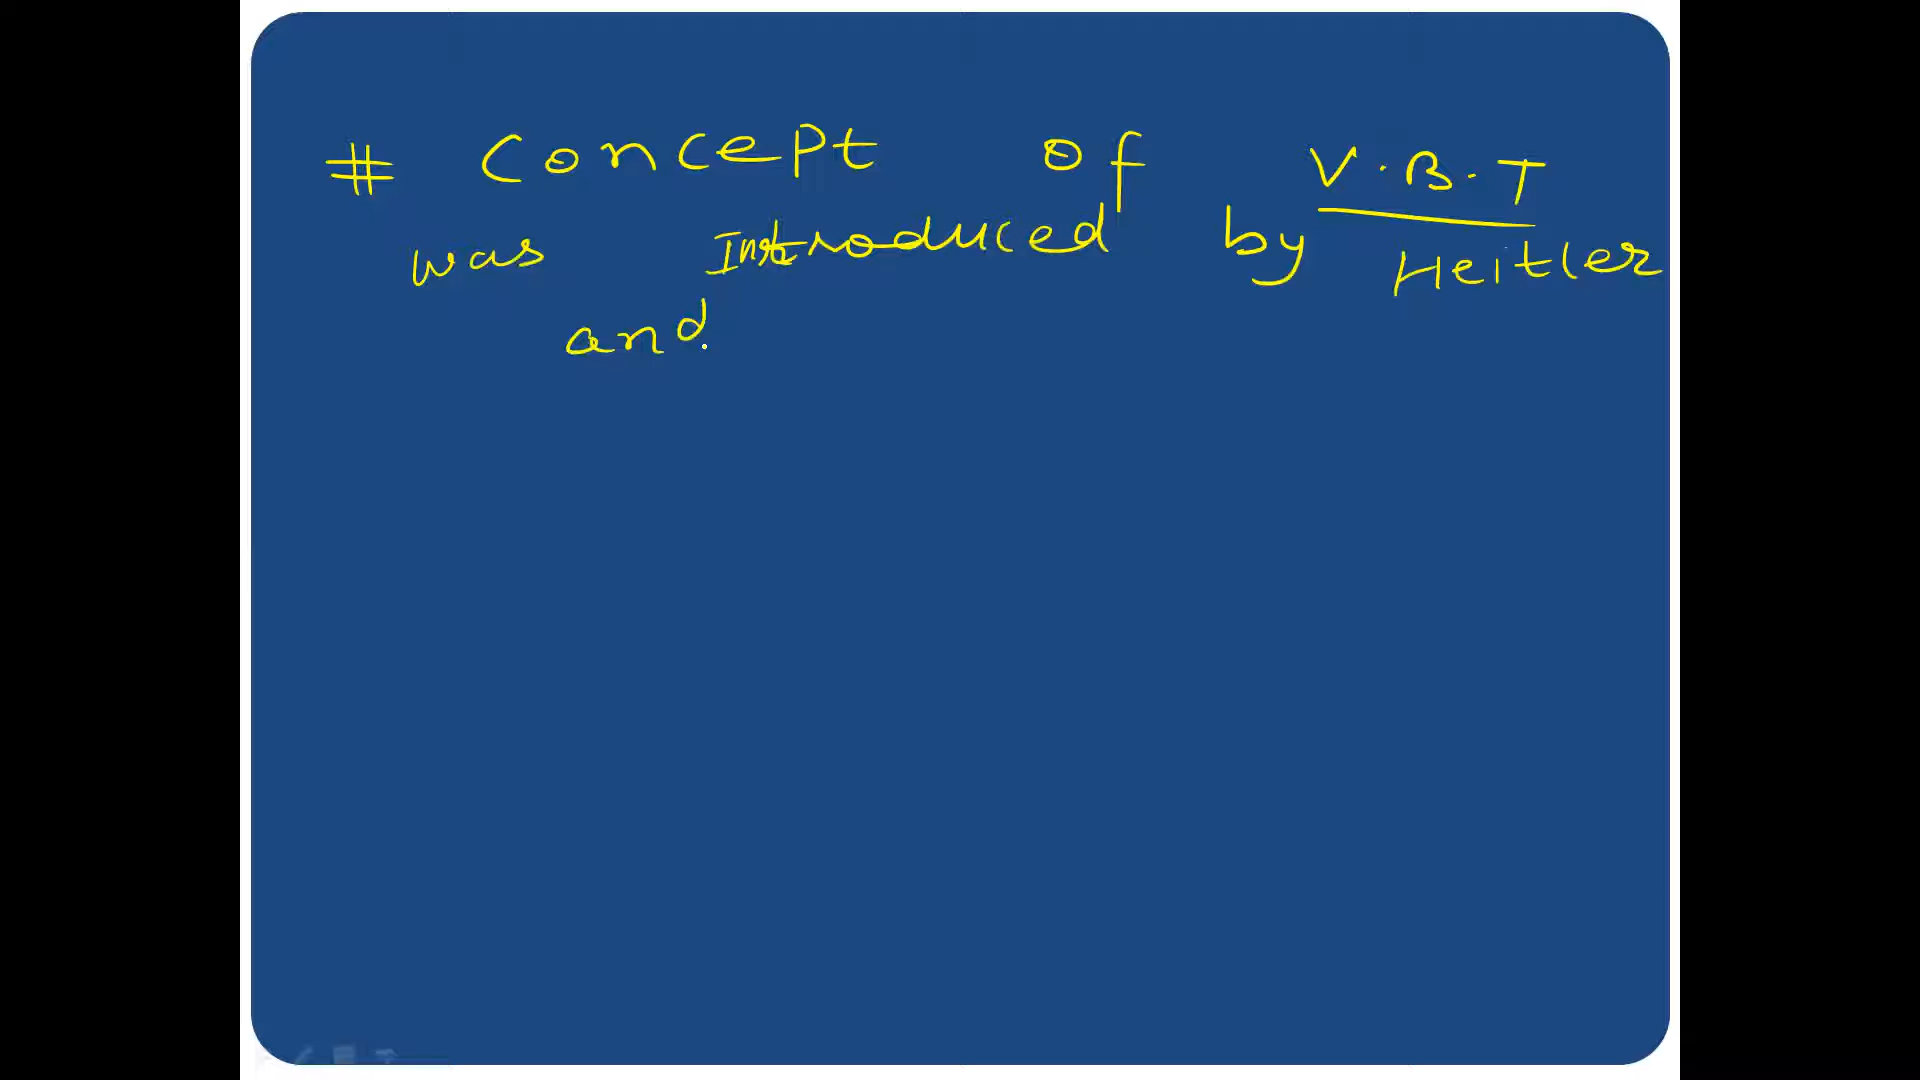 # Concept of V.B.T
was Introduced by Heitler
and